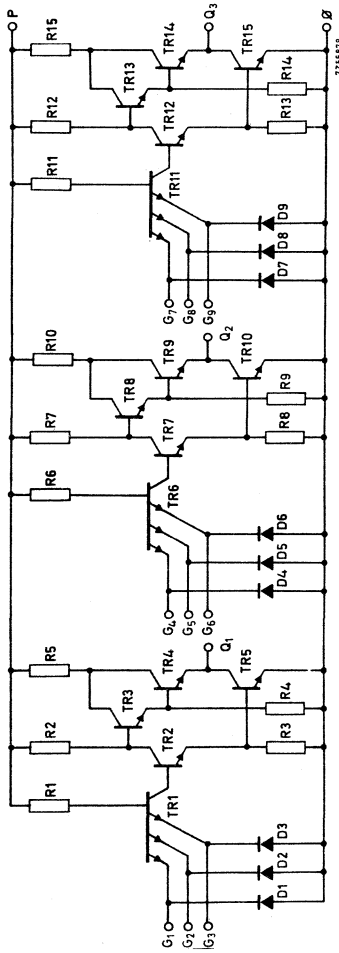 P
R1
R2
R5
TR3
TR4
TR2
TR1
Q1
TR5
R3
R4
G1
G2
G3
D1
D2
D3
R6
R7
R10
TR8
TR9
TR7
TR6
Q2
TR10
R8
R9
G4
G5
G6
D4
D5
D6
R11
R12
R15
TR13
TR14
TR12
TR11
Q3
TR15
R13
R14
G7
G8
G9
D7
D8
D9
Ø